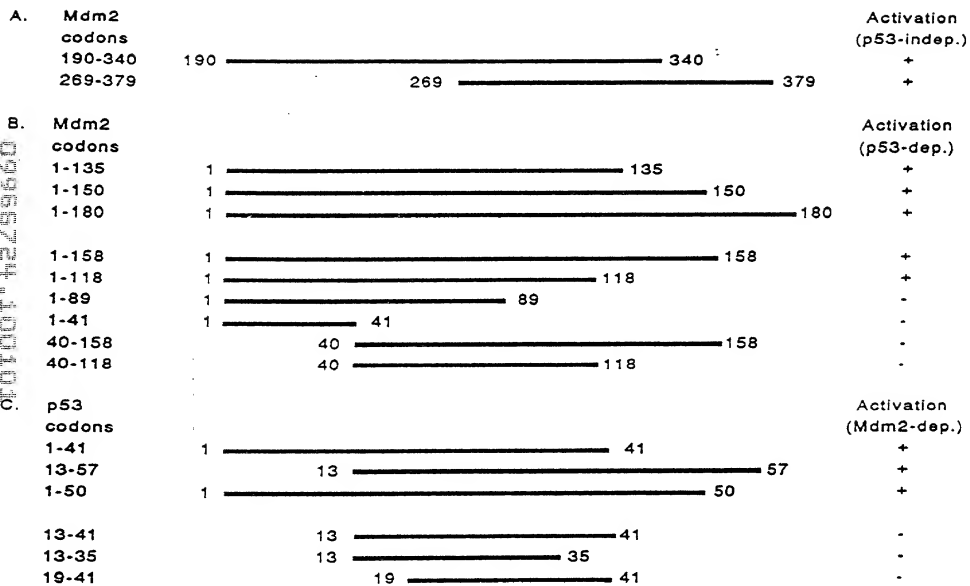 A. Mdm2 Activation
codons (p53-indep.)
190-340 190 340 +
269-379 269 379 +
B. Mdm2 Activation
codons (p53-dep.)
1-135 1 135 +
1-150 1 150 +
1-180 1 180 +
1-158 1 158 +
1-118 1 118 +
1-89 1 89 -
1-41 1 41 -
40-158 40 158 -
40-118 40 118 -
C. p53 Activation
codons (Mdm2-dep.)
1-41 1 41 +
13-57 13 57 +
1-50 1 50 +
13-41 13 41 -
13-35 13 35 -
19-41 19 41 -